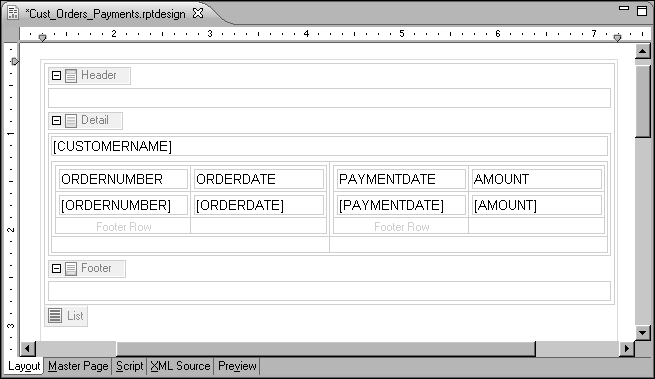 *Cust_Orders_Payments.rptdesign
2 3 4 5 6 7
Header
Detail
[CUSTOMERNAME]
ORDERNUMBER ORDERDATE PAYMENTDATE AMOUNT
[ORDERNUMBER] [ORDERDATE] [PAYMENTDATE] [AMOUNT]
Footer Row Footer Row
Footer
List
1
2
3
Layout Master Page Script XML Source Preview